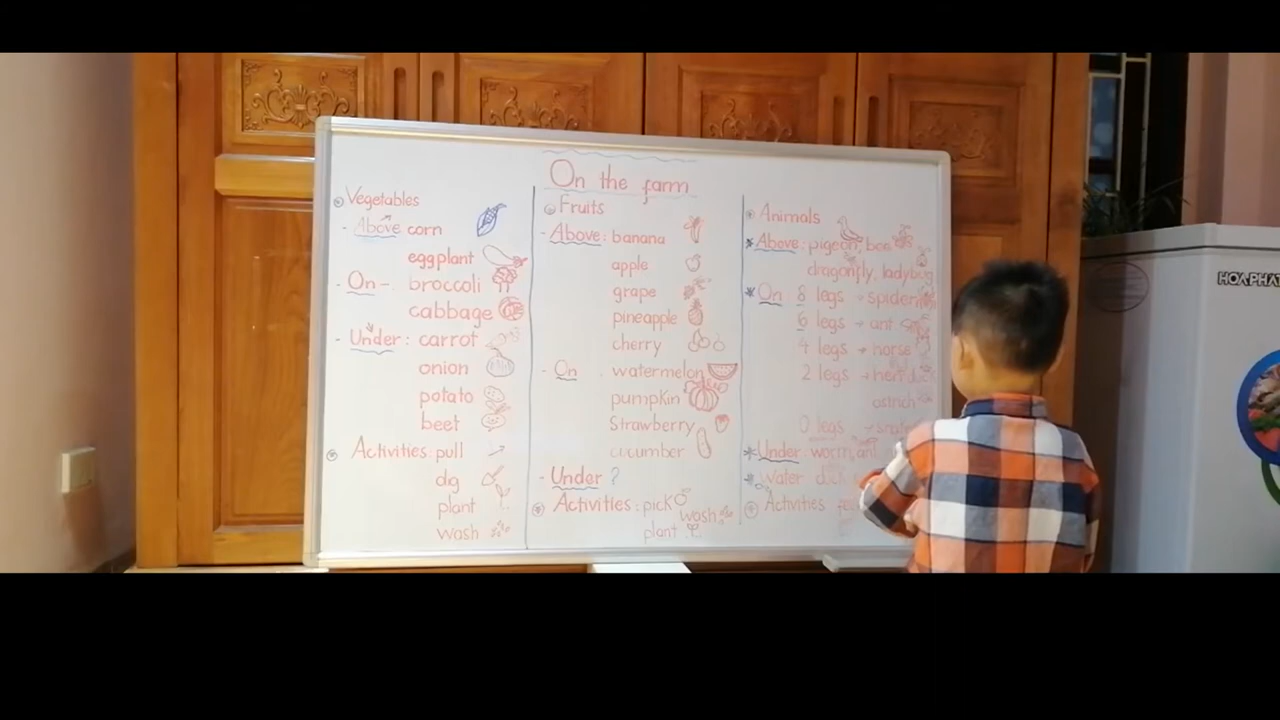 On the farm
Vegetables
- Above corn
eggplant
- On - broccoli
cabbage
- Under : carrot
onion
potato
beet
Activities: pull
dig
plant
wash
Fruits
- Above : banana
apple
grape
pineapple
cherry
- On watermelon
pumpkin
Strawberry
cucumber
- Under ?
Activities : pick
wash
plant
Animals
Above : pigeon, bee
dragonfly, ladybug
On : 8 legs → spider
6 legs → ant
4 legs → horse
2 legs → hen
ostrich
0 legs →
Under : worm, ant
Water duck
Activities
HOA PHAT